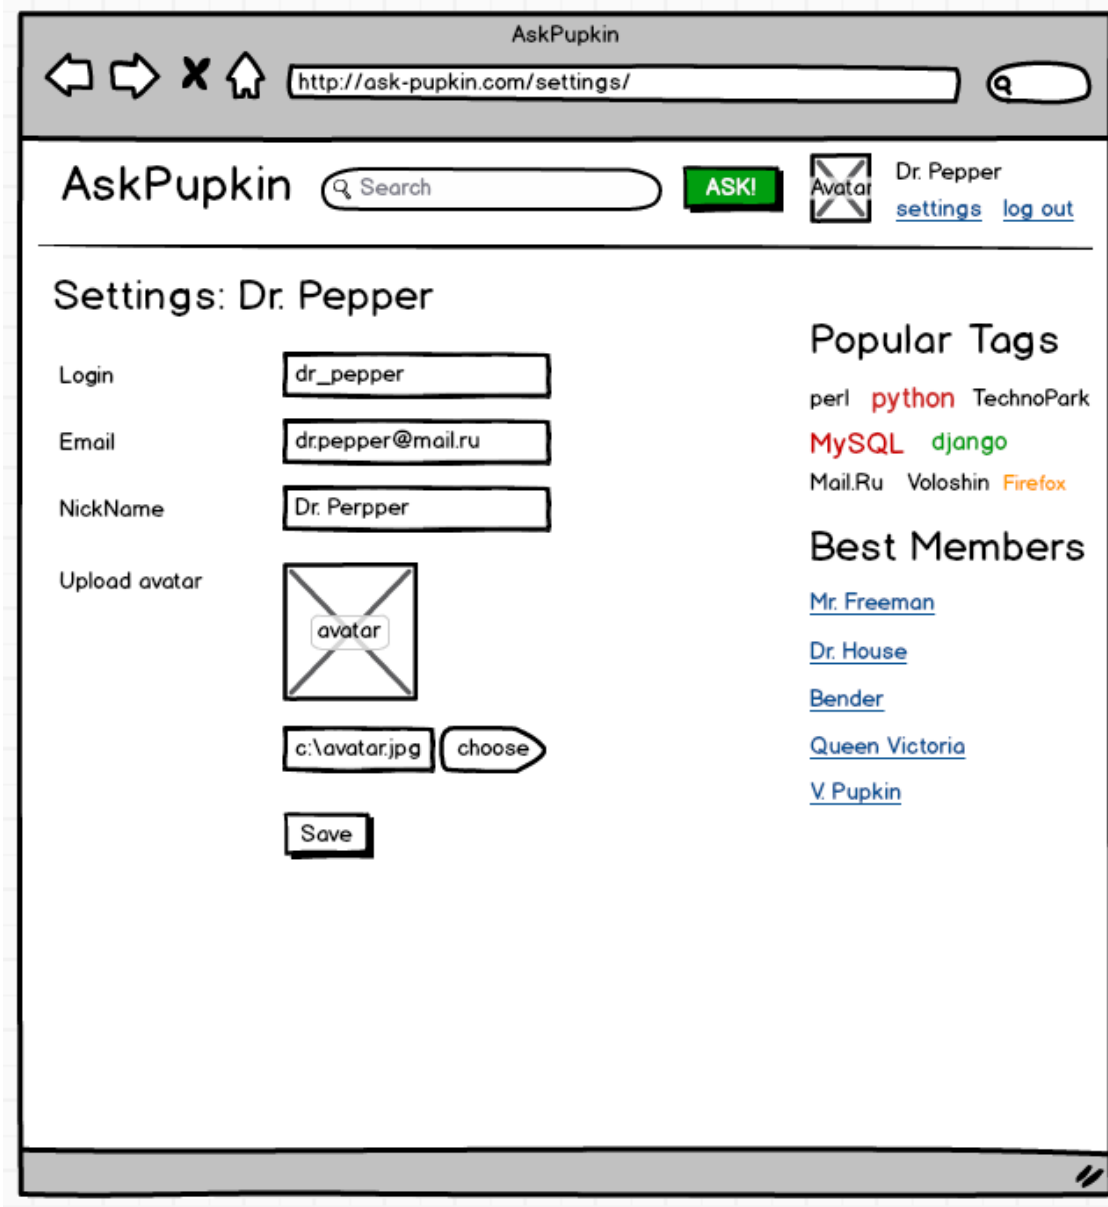 AskPupkin
http://ask-pupkin.com/settings/
AskPupkin
Search
ASK!
Avatar
Dr. Pepper
settings log out
Settings: Dr. Pepper
Login
dr_pepper
Email
dr.pepper@mail.ru
NickName
Dr. Perpper
Upload avatar
avatar
c:\avatar.jpg
choose
Save
Popular Tags
perl python TechnoPark
MySQL django
Mail.Ru Voloshin Firefox
Best Members
Mr. Freeman
Dr. House
Bender
Queen Victoria
V. Pupkin